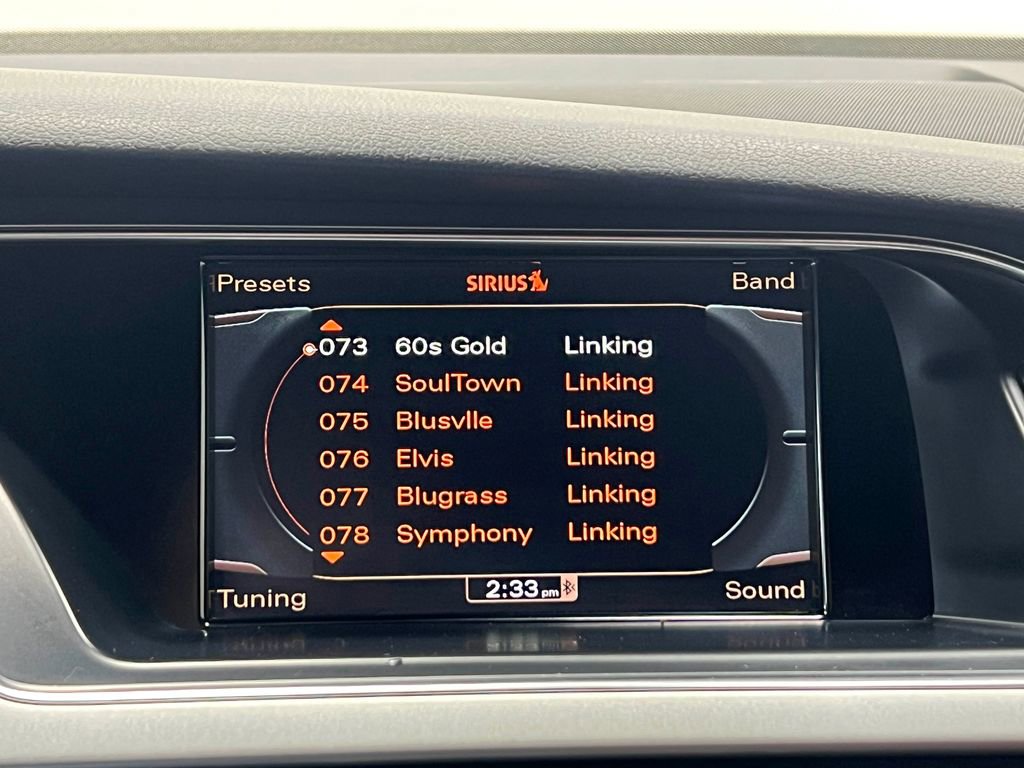 Presets SIRIUS Band
073 60s Gold Linking
074 SoulTown Linking
075 Blusvlle Linking
076 Elvis Linking
077 Blugrass Linking
078 Symphony Linking
Tuning 2:33 pm Sound